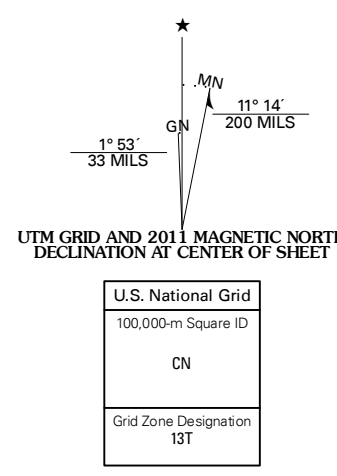 MN
11° 14´
200 MILS
GN
1° 53´
33 MILS
UTM GRID AND 2011 MAGNETIC NORT
DECLINATION AT CENTER OF SHEET
U.S. National Grid
100,000-m Square ID
CN
Grid Zone Designation
13T